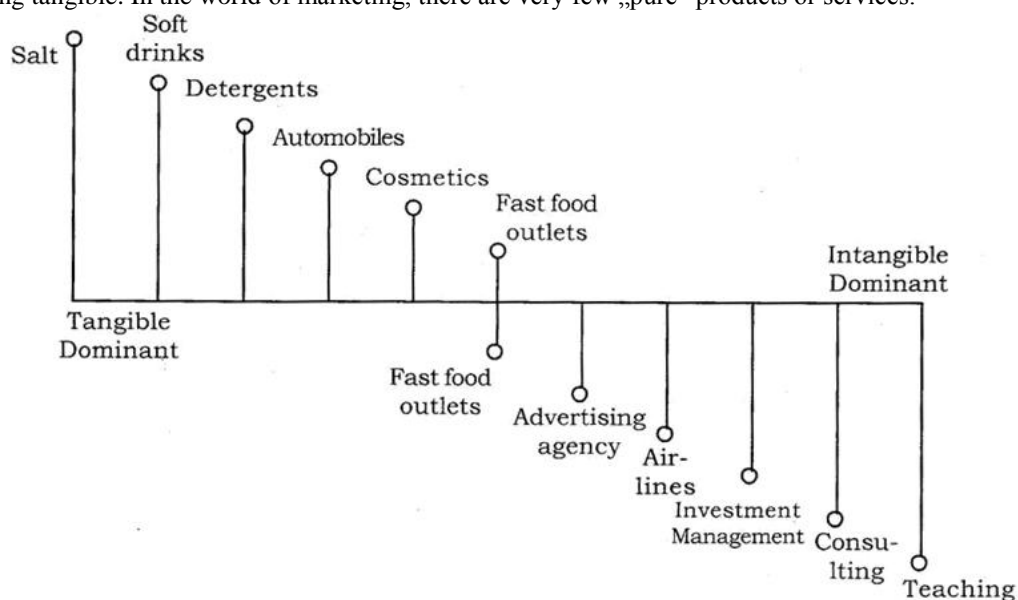 ng tangible. In the world of marketing, there are very few „pure‟ products or services.
Soft
drinks
Salt
Detergents
Automobiles
Cosmetics
Fast food
outlets
Intangible
Dominant
Tangible
Dominant
Fast food
outlets
Advertising
agency
Air-
lines
Investment
Management
Consu-
lting
Teaching